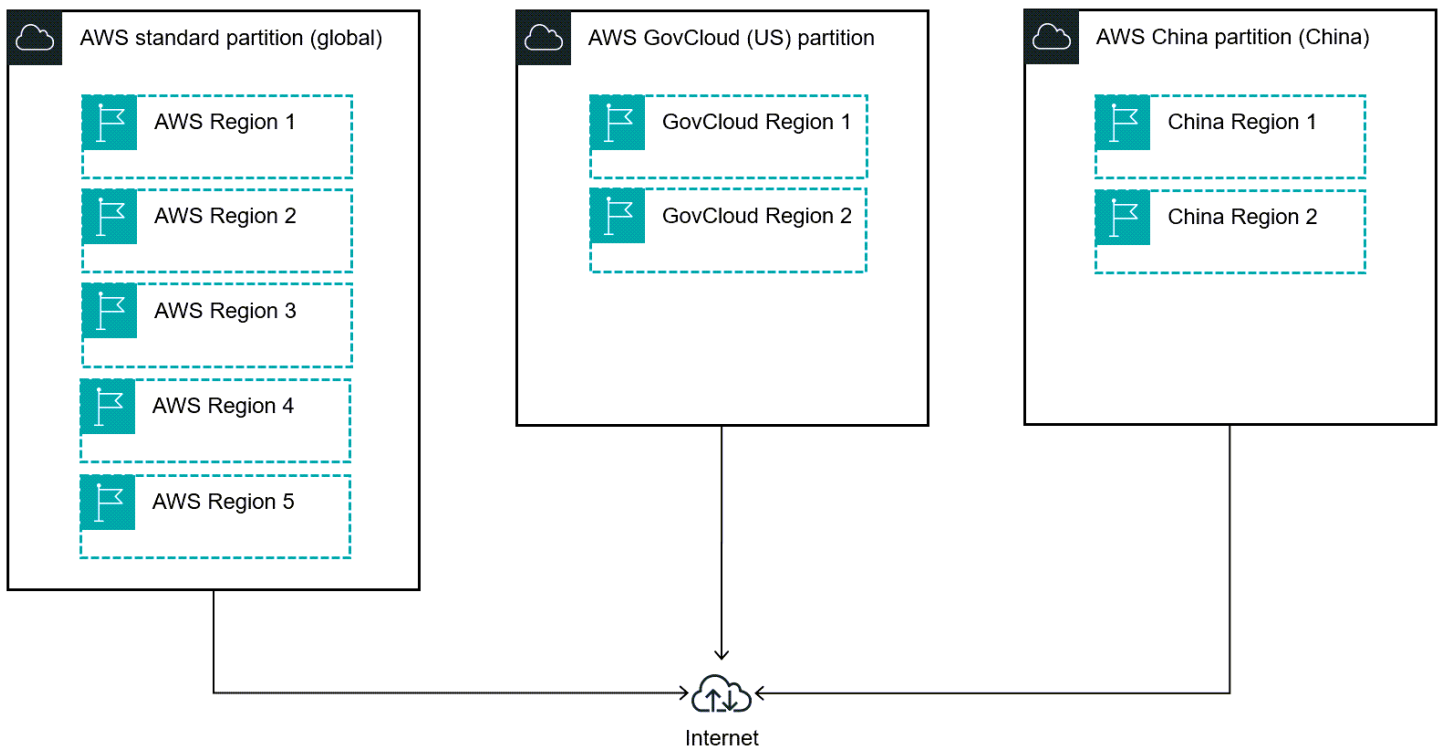 AWS standard partition (global)
AWS Region 1
AWS Region 2
AWS Region 3
AWS Region 4
AWS Region 5
AWS GovCloud (US) partition
GovCloud Region 1
GovCloud Region 2
AWS China partition (China)
China Region 1
China Region 2
Internet